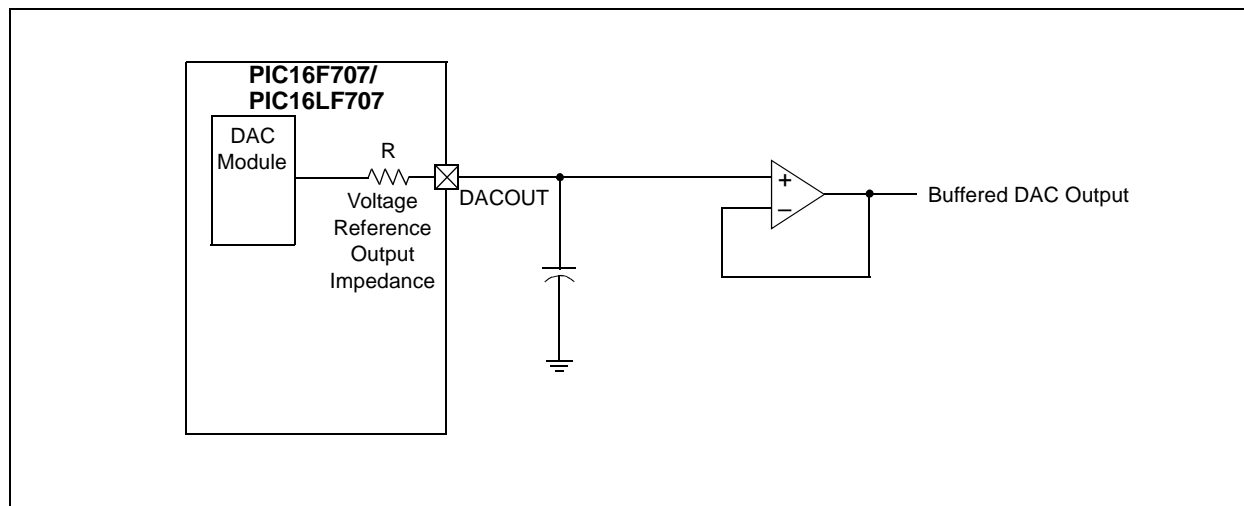 PIC16F707/
PIC16LF707
DAC
Module
R
Voltage
Reference
Output
Impedance
DACOUT
+
–
Buffered DAC Output